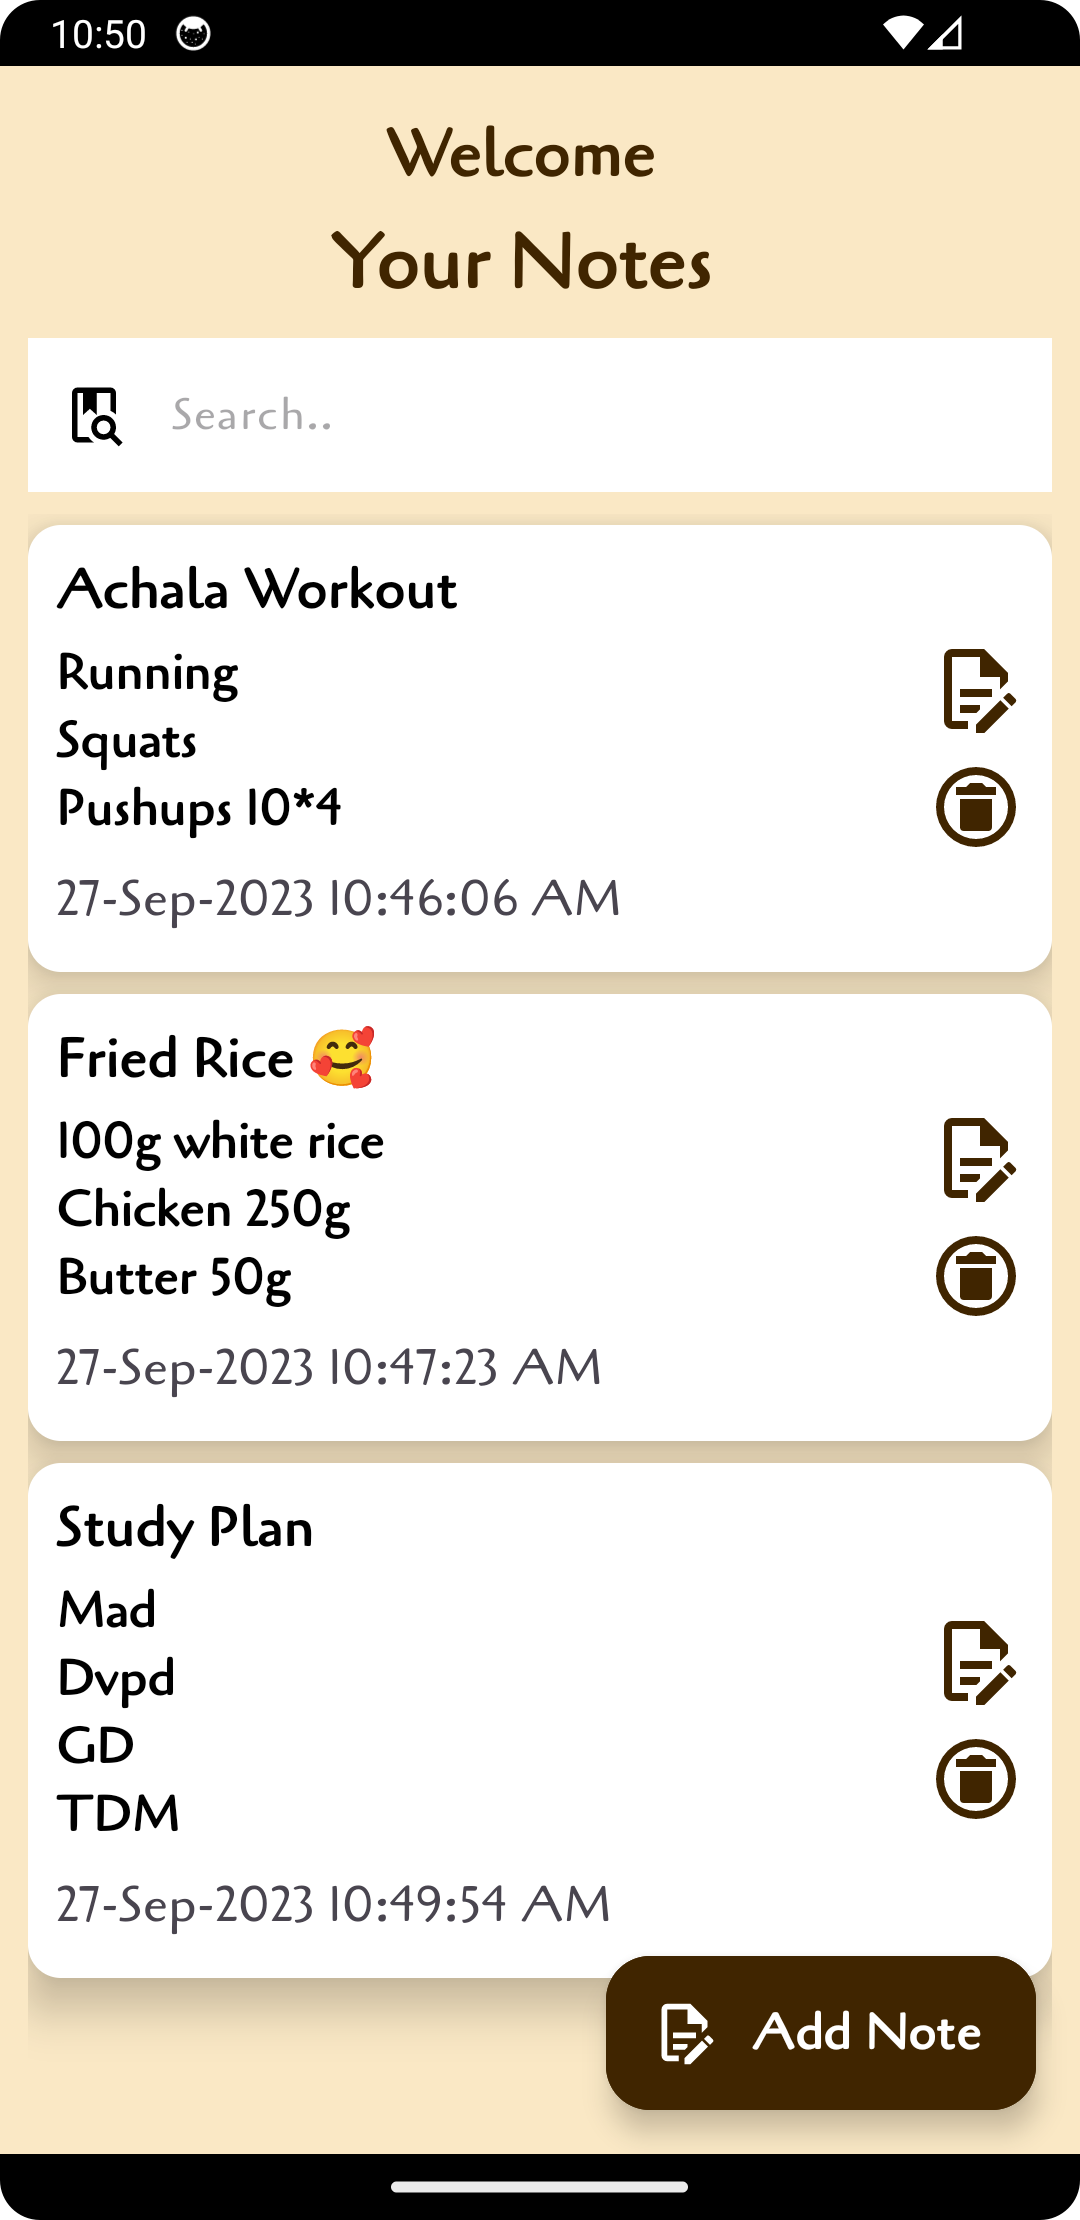 10:50
Welcome
Your Notes
Search..
Achala Workout
Running
Squats
Pushups 10*4
27-Sep-2023 10:46:06 AM
Fried Rice 🥰
100g white rice
Chicken 250g
Butter 50g
27-Sep-2023 10:47:23 AM
Study Plan
Mad
Dvpd
GD
TDM
27-Sep-2023 10:49:54 AM
Add Note